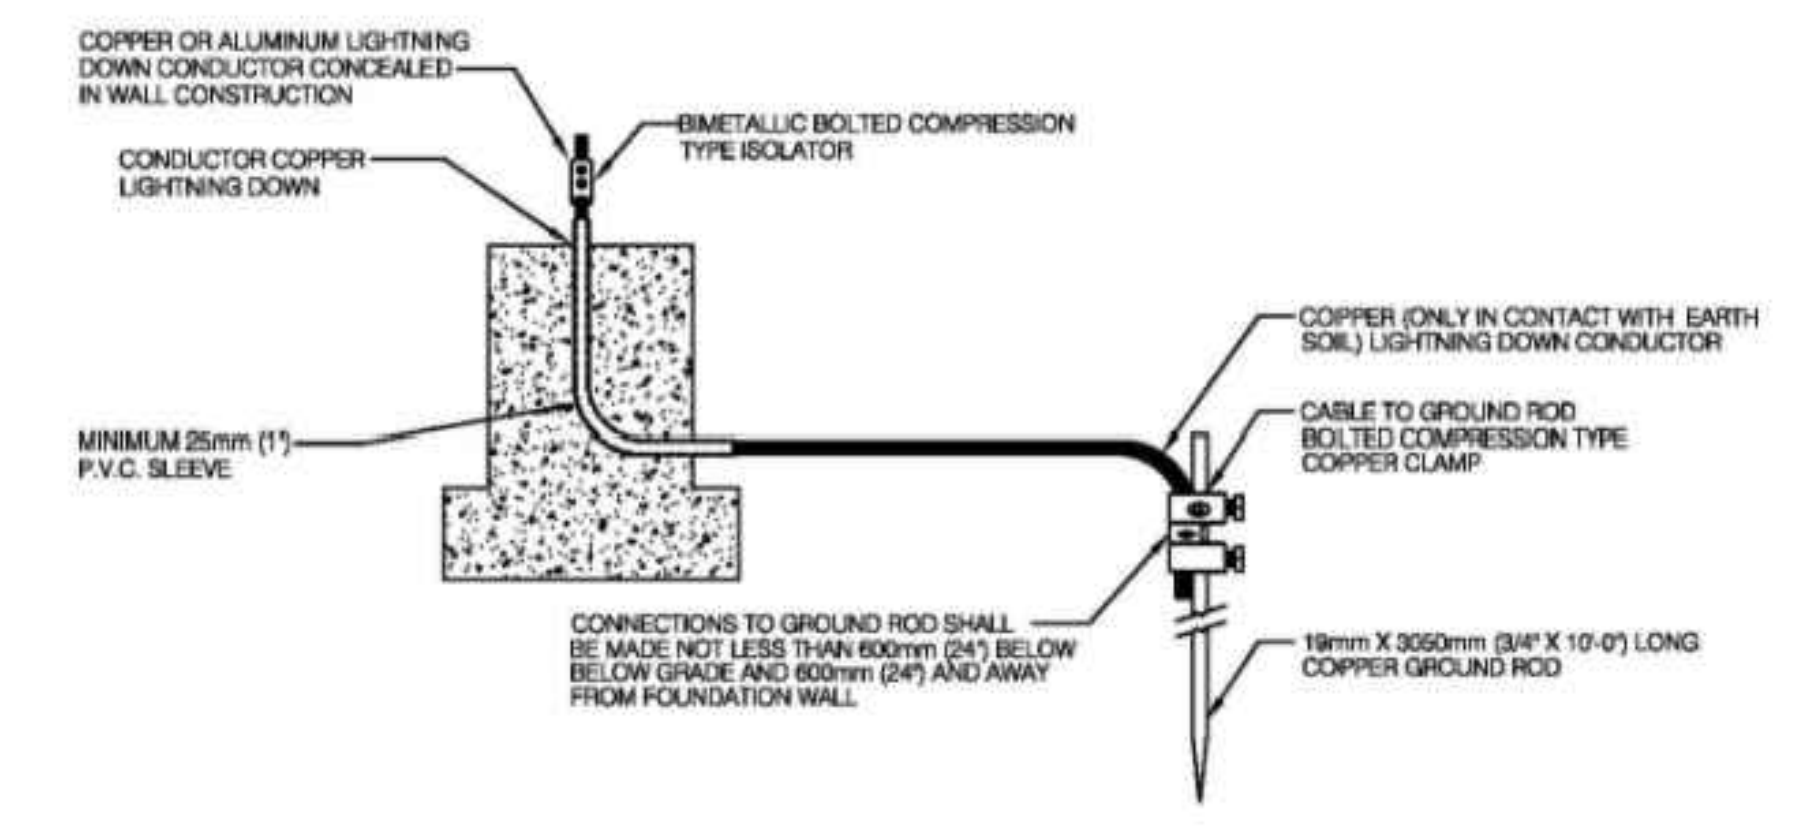 COPPER OR ALUMINUM LIGHTNING
DOWN CONDUCTOR CONCEALED
IN WALL CONSTRUCTION
BIMETALLIC BOLTED COMPRESSION
TYPE ISOLATOR
CONDUCTOR COPPER
LIGHTNING DOWN
COPPER (ONLY IN CONTACT WITH EARTH
SOIL) LIGHTNING DOWN CONDUCTOR
CABLE TO GROUND ROD
BOLTED COMPRESSION TYPE
COPPER CLAMP
MINIMUM 25mm (1")
P.V.C. SLEEVE
CONNECTIONS TO GROUND ROD SHALL
BE MADE NOT LESS THAN 600mm (24") BELOW
BELOW GRADE AND 600mm (24") AND AWAY
FROM FOUNDATION WALL
19mm X 3050mm (3/4" X 10'-0") LONG
COPPER GROUND ROD